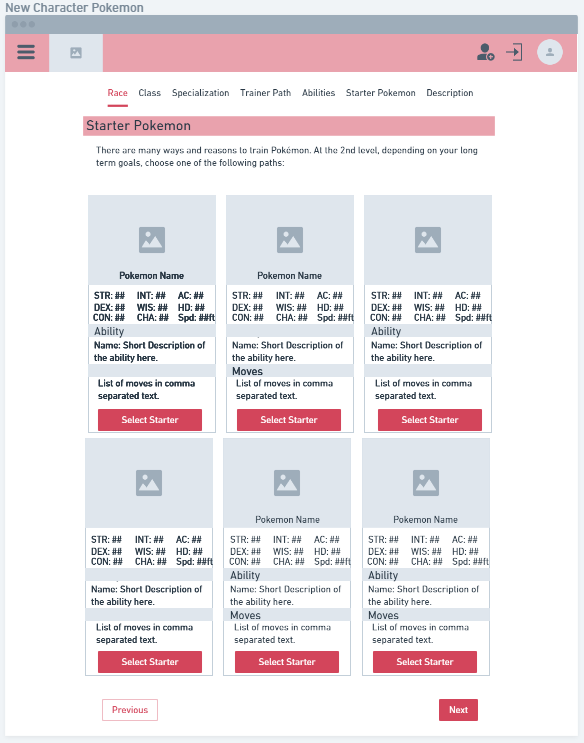 New Character Pokemon
Race Class Specialization Trainer Path Abilities Starter Pokemon Description
Starter Pokemon
There are many ways and reasons to train Pokémon. At the 2nd level, depending on your long
term goals, choose one of the following paths:
Pokemon Name
STR: ## INT: ## AC: ##
DEX: ## WIS: ## HD: ##
CON: ## CHA: ## Spd: ##ft
Ability
Name: Short Description of
the ability here.
List of moves in comma
separated text.
Select Starter
Pokemon Name
STR: ## INT: ## AC: ##
DEX: ## WIS: ## HD: ##
CON: ## CHA: ## Spd: ##ft
Name: Short Description of
the ability here.
Moves
List of moves in comma
separated text.
Select Starter
STR: ## INT: ## AC: ##
DEX: ## WIS: ## HD: ##
CON: ## CHA: ## Spd: ##ft
Ability
Name: Short Description of
the ability here.
List of moves in comma
separated text.
Select Starter
STR: ## INT: ## AC: ##
DEX: ## WIS: ## HD: ##
CON: ## CHA: ## Spd: ##ft
Name: Short Description of
the ability here.
List of moves in comma
separated text.
Select Starter
Pokemon Name
STR: ## INT: ## AC: ##
DEX: ## WIS: ## HD: ##
CON: ## CHA: ## Spd: ##ft
Ability
Name: Short Description of
the ability here.
Moves
List of moves in comma
separated text.
Select Starter
Pokemon Name
STR: ## INT: ## AC: ##
DEX: ## WIS: ## HD: ##
CON: ## CHA: ## Spd: ##ft
Ability
Name: Short Description of
the ability here.
Moves
List of moves in comma
separated text.
Select Starter
Previous
Next